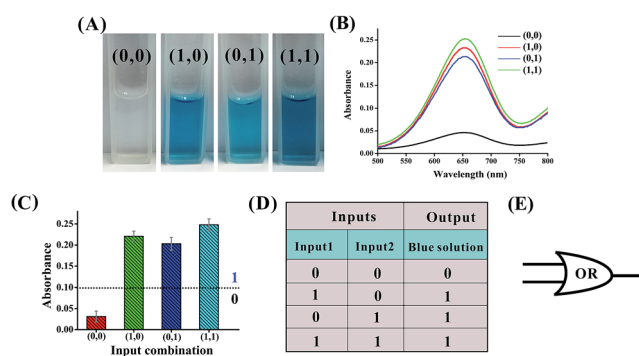 (A)
(0,0) (1,0) (0,1) (1,1)
(B)
Absorbance
0.25
0.20
0.15
0.10
0.05
0.00
500 550 600 650 700 750 800
Wavelength (nm)
(0,0)
(1,0)
(0,1)
(1,1)
(C)
Absorbance
0.25
0.20
0.15
0.10
0.05
0.00
1
0
(0,0) (1,0) (0,1) (1,1)
Input combination
(D)
Inputs Output
Input1 Input2 Blue solution
0 0 0
1 0 1
0 1 1
1 1 1
(E)
OR